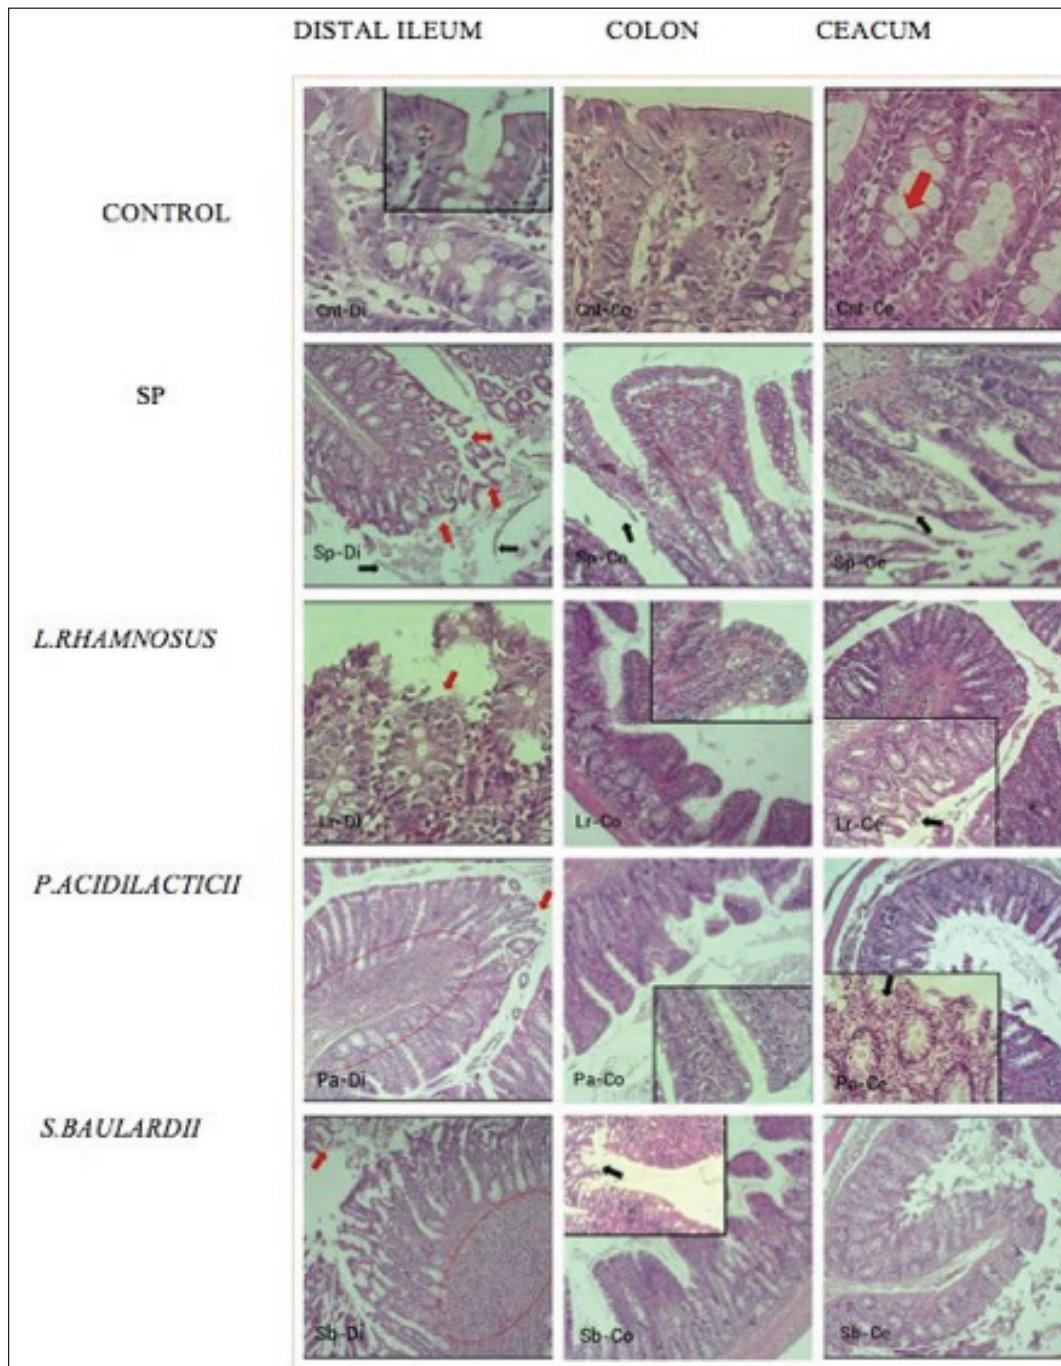 DISTAL ILEUM COLON CEACUM
CONTROL
Cnt-Di Cnt-Co Cnt-Ce
SP
Sp-Di Sp-Co Sp-Ce
L.RHAMNOSUS
Lr-Di Lr-Co Lr-Ce
P.ACIDILACTICII
Pa-Di Pa-Co Pa-Ce
S.BAULARDII
Sb-Di Sb-Co Sb-Ce